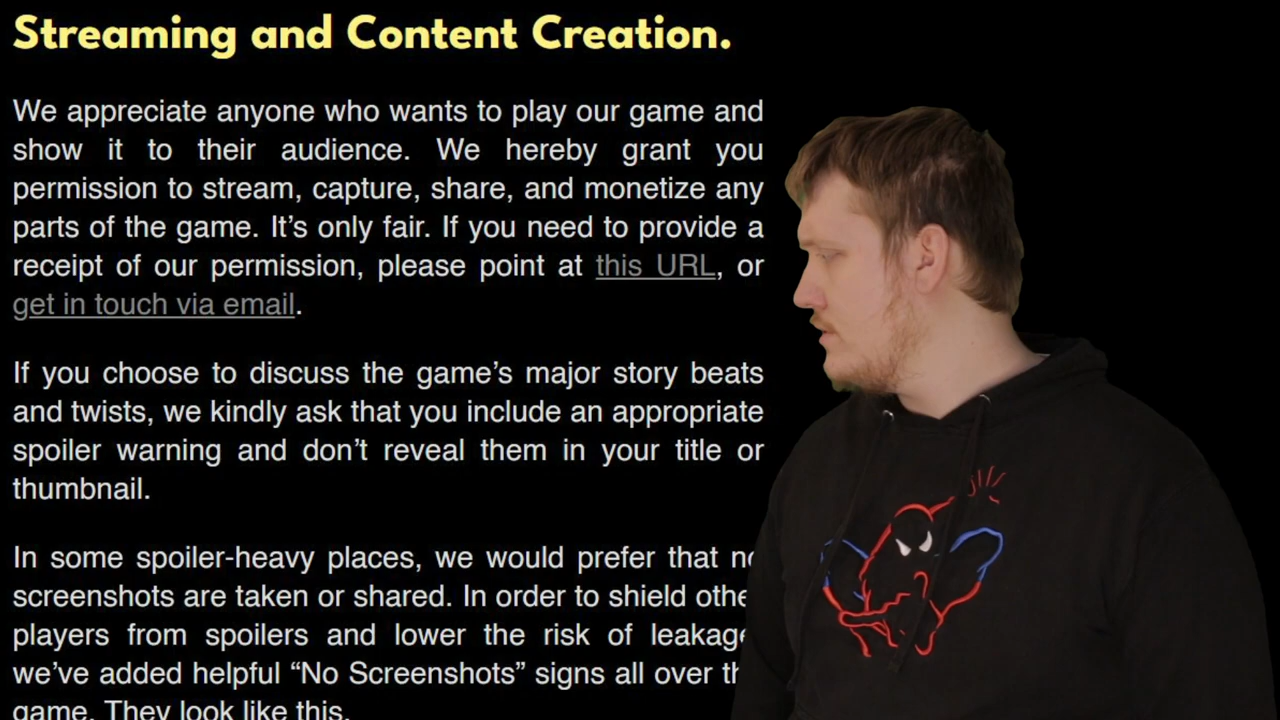 Streaming and Content Creation.
We appreciate anyone who wants to play our game and
show it to their audience. We hereby grant you
permission to stream, capture, share, and monetize any
parts of the game. It’s only fair. If you need to provide a
receipt of our permission, please point at this URL, or
get in touch via email.
If you choose to discuss the game’s major story beats
and twists, we kindly ask that you include an appropriate
spoiler warning and don’t reveal them in your title or
thumbnail.
In some spoiler-heavy places, we would prefer that
screenshots are taken or shared. In order to shield
players from spoilers and lower the risk of
we’ve added helpful “No Screenshots” signs all over
game. They look like this.